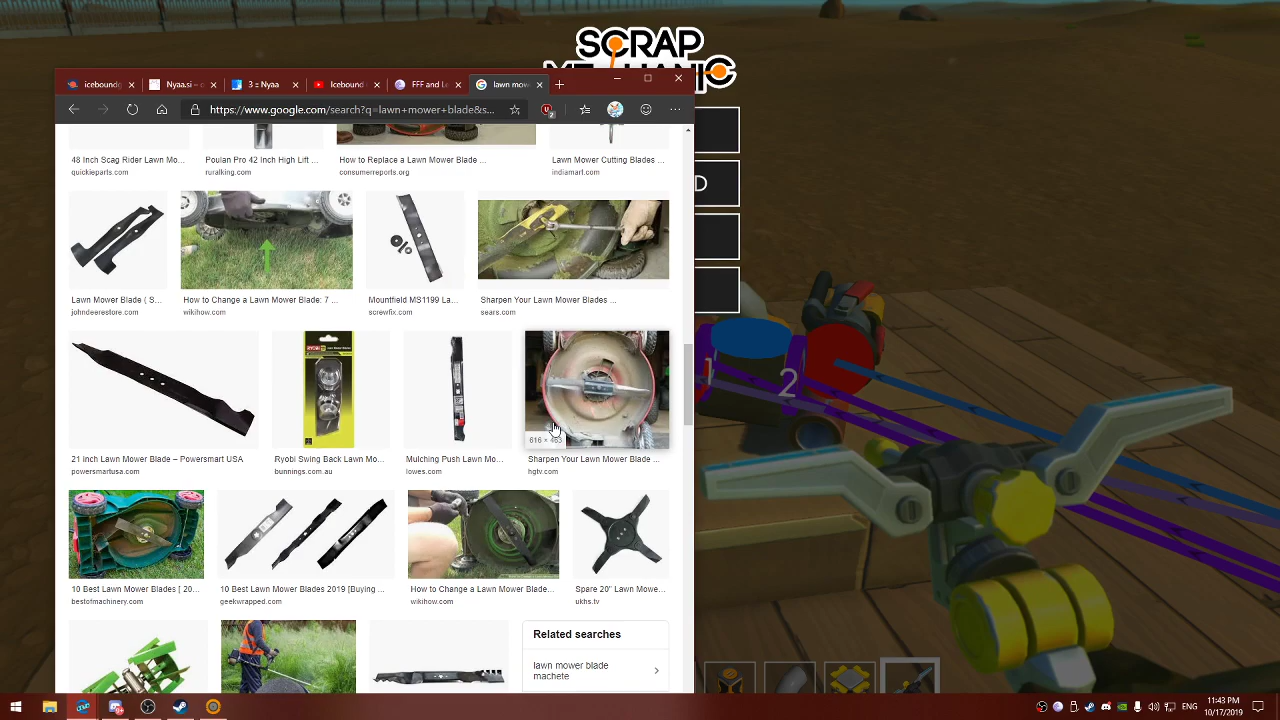 SCRAP
MECHANIC
iceboundg
Nyaa.si – o
3 :: Nyaa
Icebound -
FFF and Le
lawn mow
https://www.google.com/search?q=lawn+mower+blade&s...
2
48 Inch Scag Rider Lawn Mo...
quickieparts.com
Poulan Pro 42 Inch High Lift ...
ruralking.com
How to Replace a Lawn Mower Blade ...
consumerreports.org
Lawn Mower Cutting Blades ...
indiamart.com
D
Lawn Mower Blade ( S...
johndeerestore.com
How to Change a Lawn Mower Blade: 7 ...
wikihow.com
Mountfield MS1199 La...
screwfix.com
Sharpen Your Lawn Mower Blades ...
sears.com
1
2
616 × 463
21 Inch Lawn Mower Blade – Powersmart USA
powersmartusa.com
Ryobi Swing Back Lawn Mo...
bunnings.com.au
Mulching Push Lawn Mo...
lowes.com
Sharpen Your Lawn Mower Blade ...
hgtv.com
10 Best Lawn Mower Blades [ 20...
bestofmachinery.com
10 Best Lawn Mower Blades 2019 [Buying ...
geekwrapped.com
How to Change a Lawn Mower Blade...
wikihow.com
Spare 20" Lawn Mowe...
ukhs.tv
Related searches
lawn mower blade
machete
ENG
11:43 PM
10/17/2019